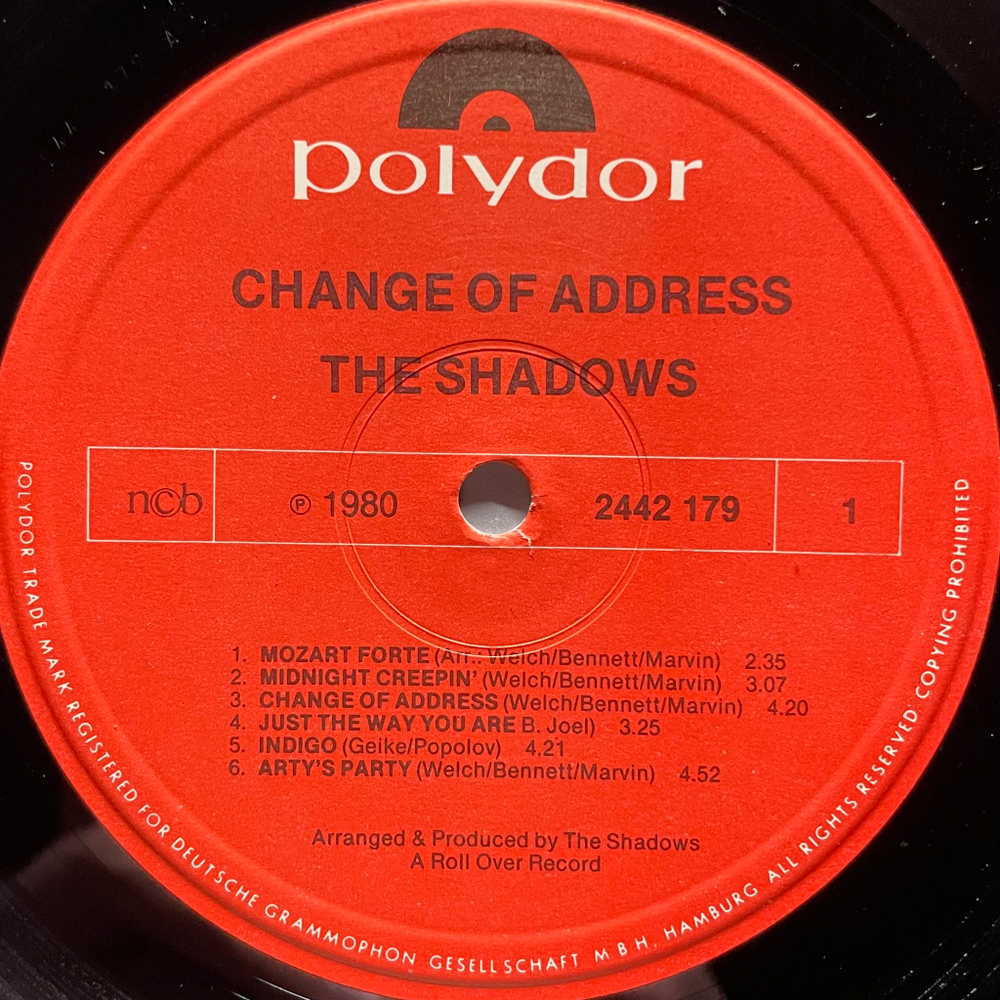 polydor
CHANGE OF ADDRESS
THE SHADOWS
ncb ℗ 1980 2442 179 1
1. MOZART FORTE (Arr.: Welch/Bennett/Marvin) 2.35
2. MIDNIGHT CREEPIN' (Welch/Bennett/Marvin) 3.07
3. CHANGE OF ADDRESS (Welch/Bennett/Marvin) 4.20
4. JUST THE WAY YOU ARE B. Joel) 3.25
5. INDIGO (Geike/Popolov) 4.21
6. ARTY'S PARTY (Welch/Bennett/Marvin) 4.52
Arranged & Produced by The Shadows
A Roll Over Record
POLYDOR TRADE MARK REGISTERED FOR DEUTSCHE GRAMMOPHON GESELLSCHAFT M B H, HAMBURG ALL RIGHTS RESERVED COPYING PROHIBITED